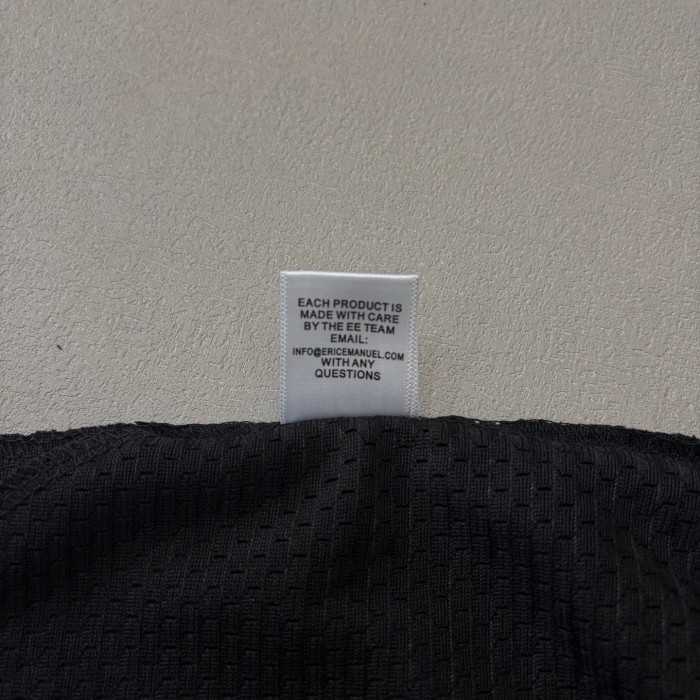 EACH PRODUCT IS
MADE WITH CARE
BY THE EE TEAM
EMAIL:
INFO@ERICEMANUEL.COM
WITH ANY
QUESTIONS